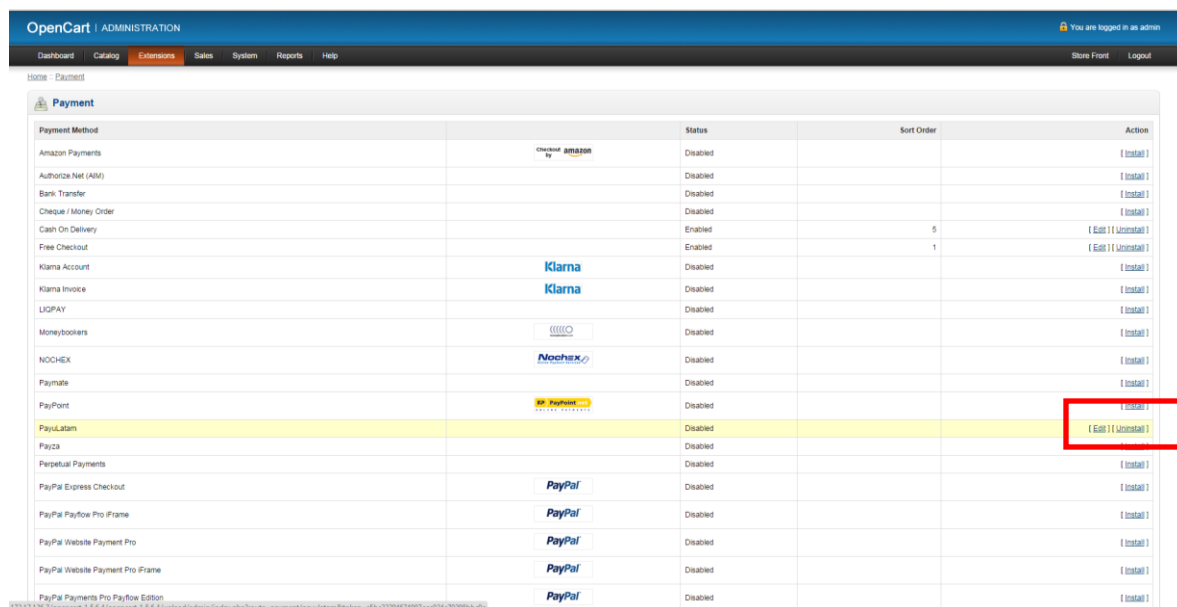 OpenCart | ADMINISTRATION You are logged in as admin
Dashboard Catalog Extensions Sales System Reports Help Store Front Logout
Home :: Payment
Payment
Payment Method Status Sort Order Action
Amazon Payments Checkout by amazon Disabled [ Install ]
Authorize.Net (AIM) Disabled [ Install ]
Bank Transfer Disabled [ Install ]
Cheque / Money Order Disabled [ Install ]
Cash On Delivery Enabled 5 [ Edit ] [ Uninstall ]
Free Checkout Enabled 1 [ Edit ] [ Uninstall ]
Klarna Account Klarna Disabled [ Install ]
Klarna Invoice Klarna Disabled [ Install ]
LIQPAY Disabled [ Install ]
Moneybookers Disabled [ Install ]
NOCHEX Nochex Disabled [ Install ]
Paymate Disabled [ Install ]
PayPoint PayPoint Disabled [ Install ]
PayuLatam Disabled [ Edit ] [ Uninstall ]
Payza Disabled
Perpetual Payments Disabled [ Install ]
PayPal Express Checkout PayPal Disabled [ Install ]
PayPal Payflow Pro iFrame PayPal Disabled [ Install ]
PayPal Website Payment Pro PayPal Disabled [ Install ]
PayPal Website Payment Pro iFrame PayPal Disabled [ Install ]
PayPal Payments Pro Payflow Edition PayPal Disabled [ Install ]